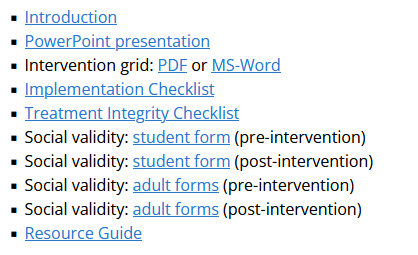 Introduction
PowerPoint presentation
Intervention grid: PDF or MS-Word
Implementation Checklist
Treatment Integrity Checklist
Social validity: student form (pre-intervention)
Social validity: student form (post-intervention)
Social validity: adult forms (pre-intervention)
Social validity: adult forms (post-intervention)
Resource Guide